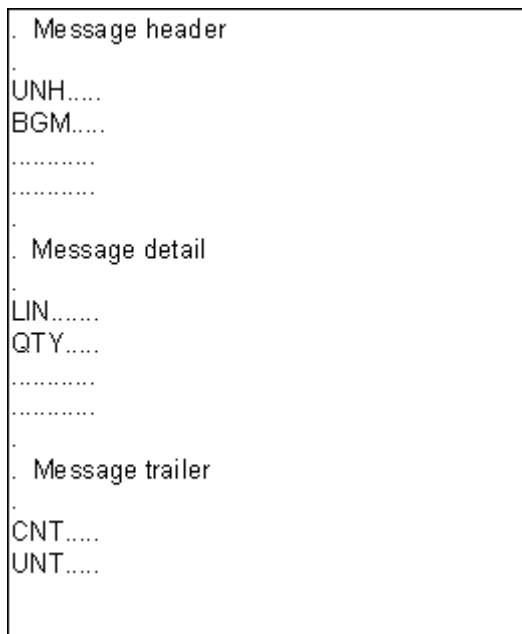 . Message header
.
UNH.....
BGM.....
...........
...........
.
. Message detail
.
LIN.......
QTY.....
...........
...........
.
. Message trailer
.
CNT.....
UNT.....